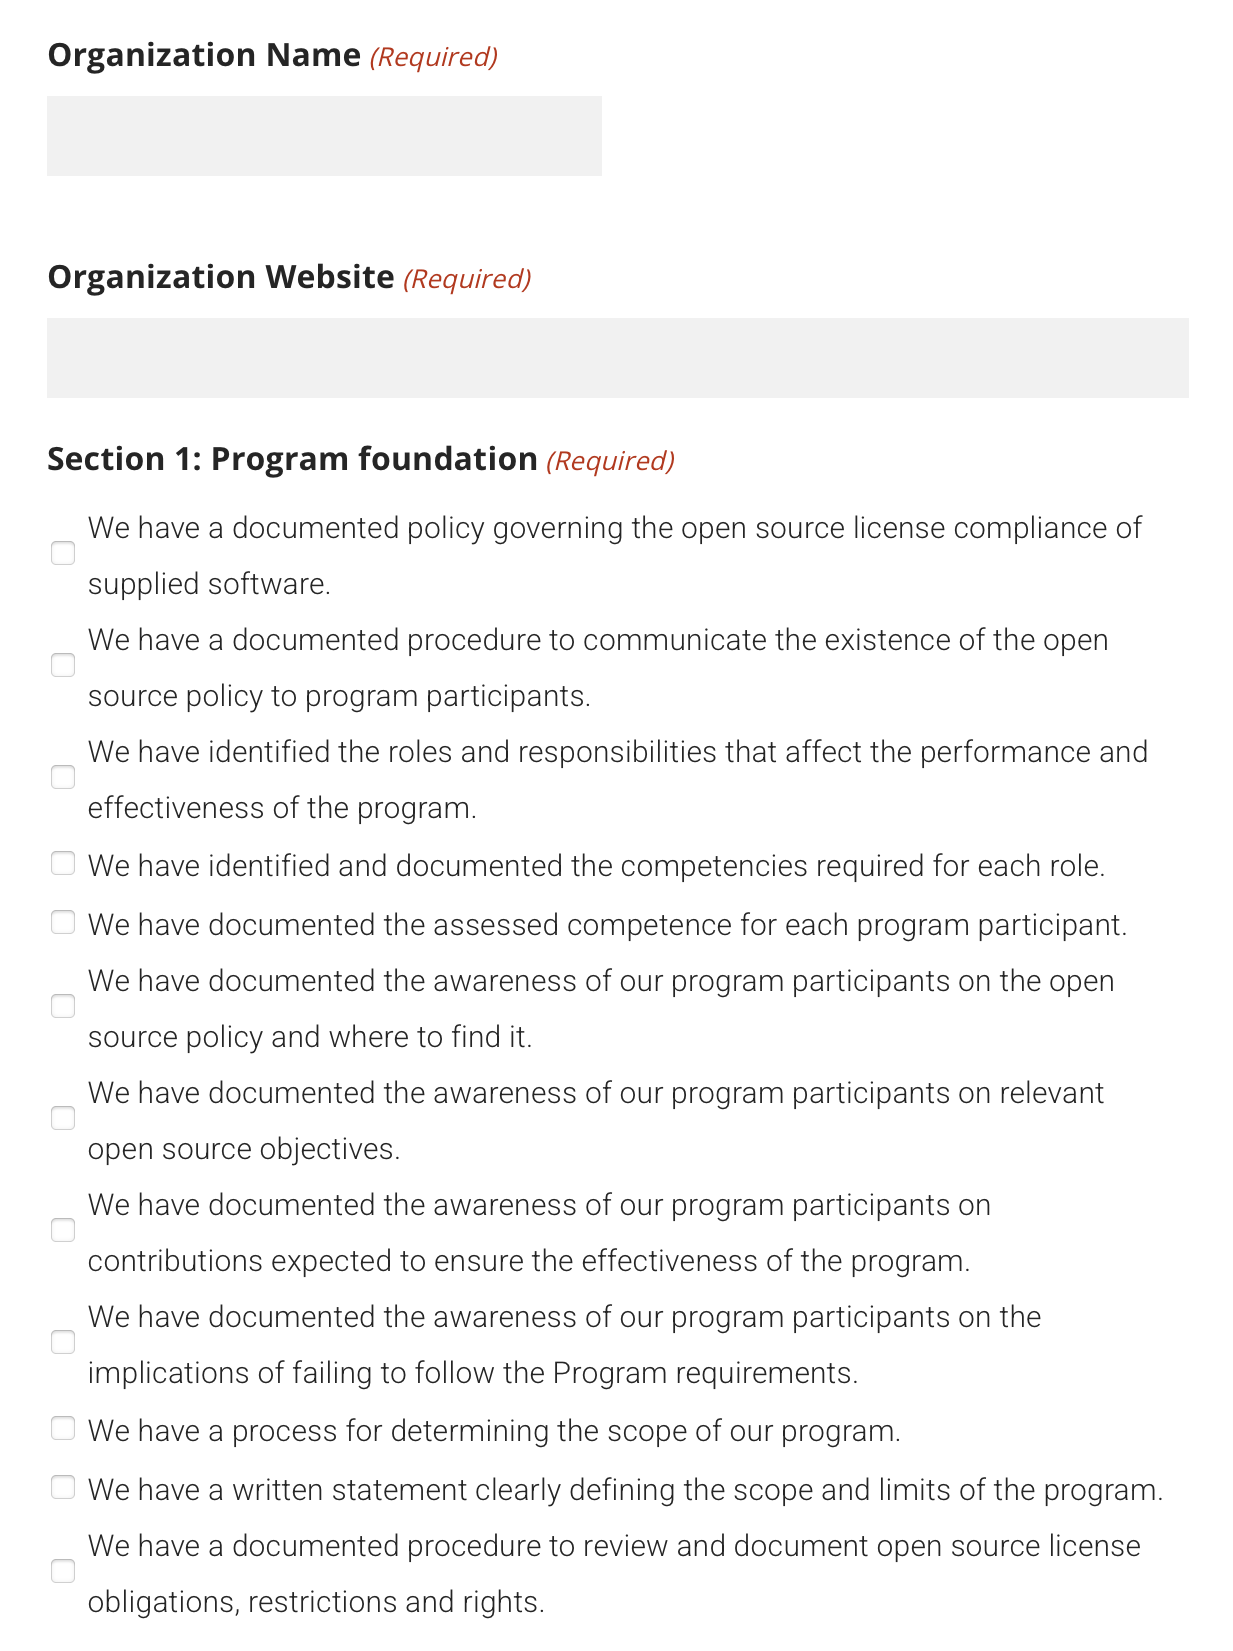 Organization Name (Required)
Organization Website (Required)
Section 1: Program foundation (Required)
We have a documented policy governing the open source license compliance of
supplied software.
We have a documented procedure to communicate the existence of the open
source policy to program participants.
We have identified the roles and responsibilities that affect the performance and
effectiveness of the program.
We have identified and documented the competencies required for each role.
We have documented the assessed competence for each program participant.
We have documented the awareness of our program participants on the open
source policy and where to find it.
We have documented the awareness of our program participants on relevant
open source objectives.
We have documented the awareness of our program participants on
contributions expected to ensure the effectiveness of the program.
We have documented the awareness of our program participants on the
implications of failing to follow the Program requirements.
We have a process for determining the scope of our program.
We have a written statement clearly defining the scope and limits of the program.
We have a documented procedure to review and document open source license
obligations, restrictions and rights.